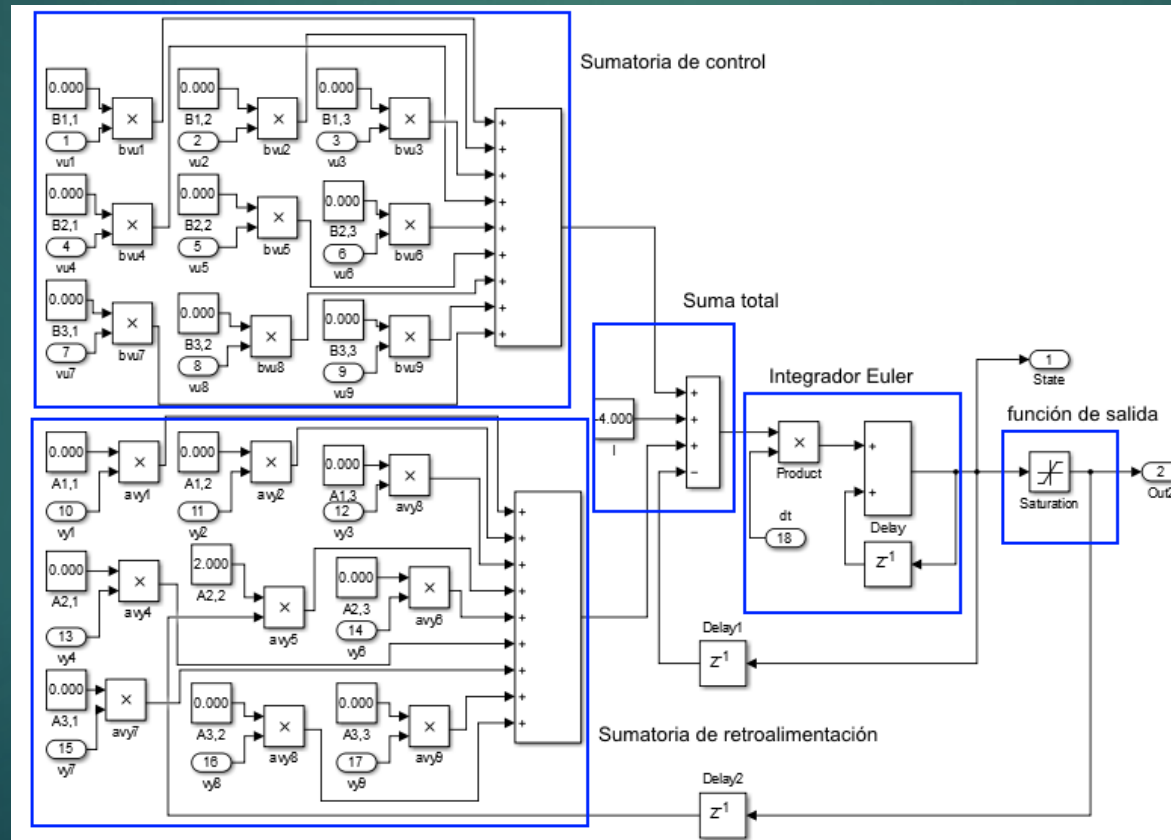 Sumatoria de control
0.000
B1,1
1
vu1
×
bvu1
0.000
B1,2
2
vu2
×
bvu2
0.000
B1,3
3
vu3
×
bvu3
0.000
B2,1
4
vu4
×
bvu4
0.000
B2,2
5
vu5
×
bvu5
0.000
B2,3
6
vu6
×
bvu6
0.000
B3,1
7
vu7
×
bvu7
0.000
B3,2
8
vu8
×
bvu8
0.000
B3,3
9
vu9
×
bvu9
+
+
+
+
+
+
+
+
+
Suma total
-4.000
I
+
+
+
−
Integrador Euler
×
Product
dt
18
+
+
Delay
Z-1
1
State
función de salida
Saturation
2
Out2
0.000
A1,1
10
vy1
×
avy1
0.000
A1,2
11
vy2
×
avy2
0.000
A1,3
12
vy3
×
avy3
0.000
A2,1
13
vy4
×
avy4
2.000
A2,2
×
avy5
0.000
A2,3
14
vy6
×
avy6
0.000
A3,1
15
vy7
×
avy7
0.000
A3,2
16
vy8
×
avy8
0.000
A3,3
17
vy9
×
avy9
+
+
+
+
+
+
+
+
+
Sumatoria de retroalimentación
Delay1
Z-1
Delay2
Z-1